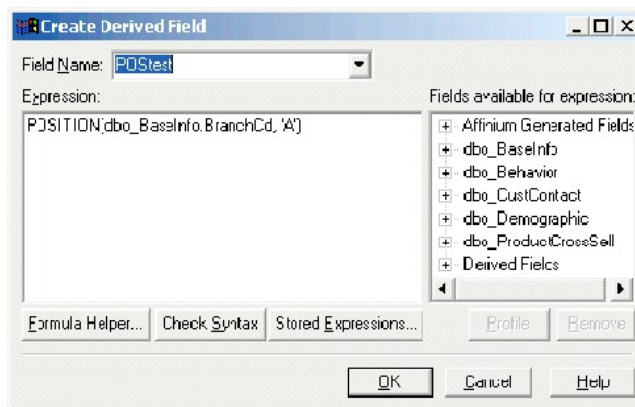 Create Derived Field
Field Name: POStest
Expression:
Fields available for expression:
POSITION(dbo_BaseInfo.BranchCd, 'A')
Affinium Generated Fields
dbo_BaseInfo
dbo_Behavior
dbo_CustContact
dbo_Demographic
dbo_ProductCrossSell
Derived Fields
Formula Helper...
Check Syntax
Stored Expressions...
Profile
Remove
OK
Cancel
Help